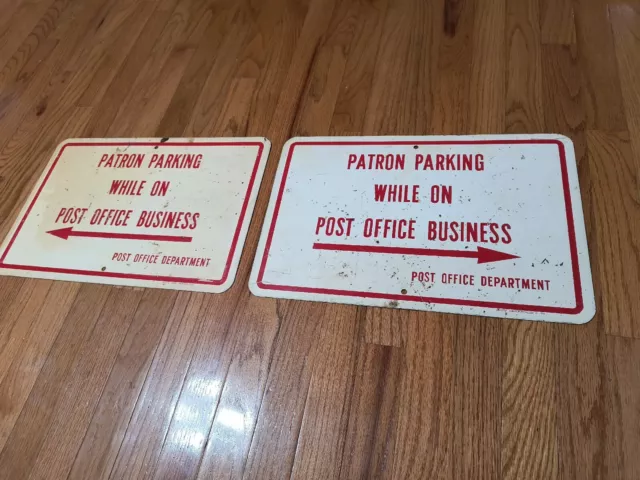 PATRON PARKING
WHILE ON
POST OFFICE BUSINESS
POST OFFICE DEPARTMENT
PATRON PARKING
WHILE ON
POST OFFICE BUSINESS
POST OFFICE DEPARTMENT